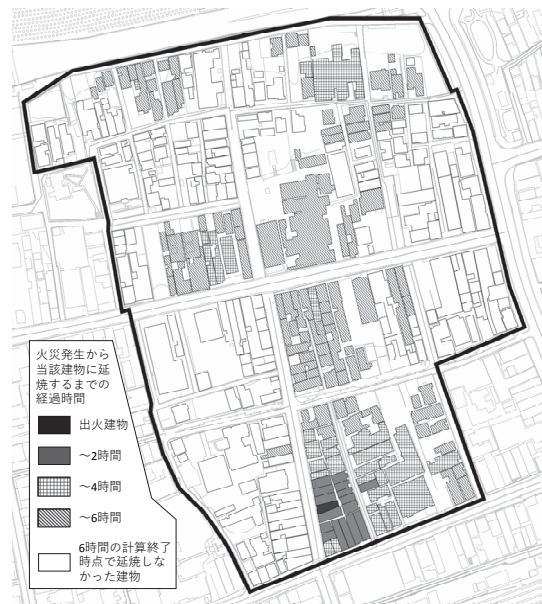 火災発生から
当該建物に延
焼するまでの
経過時間
出火建物
～2時間
～4時間
～6時間
6時間の計算終了
時点で延焼しな
かった建物